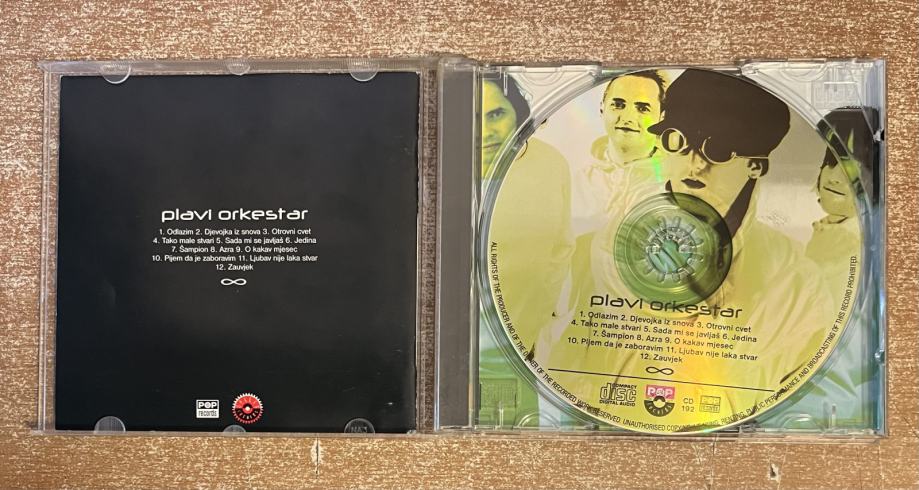 plavi orkestar
1. Odlazim 2. Djevojka iz snova 3. Otrovni cvet
4. Tako male stvari 5. Sada mi se javljaš 6. Jedina
7. Šampion 8. Azra 9. O kakav mjesec
10. Pijem da je zaboravim 11. Ljubav nije laka stvar
12. Zauvjek
∞
POP
records
plavi orkestar
1. Odlazim 2. Djevojka iz snova 3. Otrovni cvet
4. Tako male stvari 5. Sada mi se javljaš 6. Jedina
7. Šampion 8. Azra 9. O kakav mjesec
10. Pijem da je zaboravim 11. Ljubav nije laka stvar
12. Zauvjek
∞
COMPACT
disc
DIGITAL AUDIO
POP
RECORDS
CD
192
ALL RIGHTS OF THE PRODUCER AND OF THE OWNER OF THE RECORDED WORK RESERVED. UNAUTHORISED COPYING, PUBLIC PERFORMANCE AND BROADCASTING OF THIS RECORD PROHIBITED.